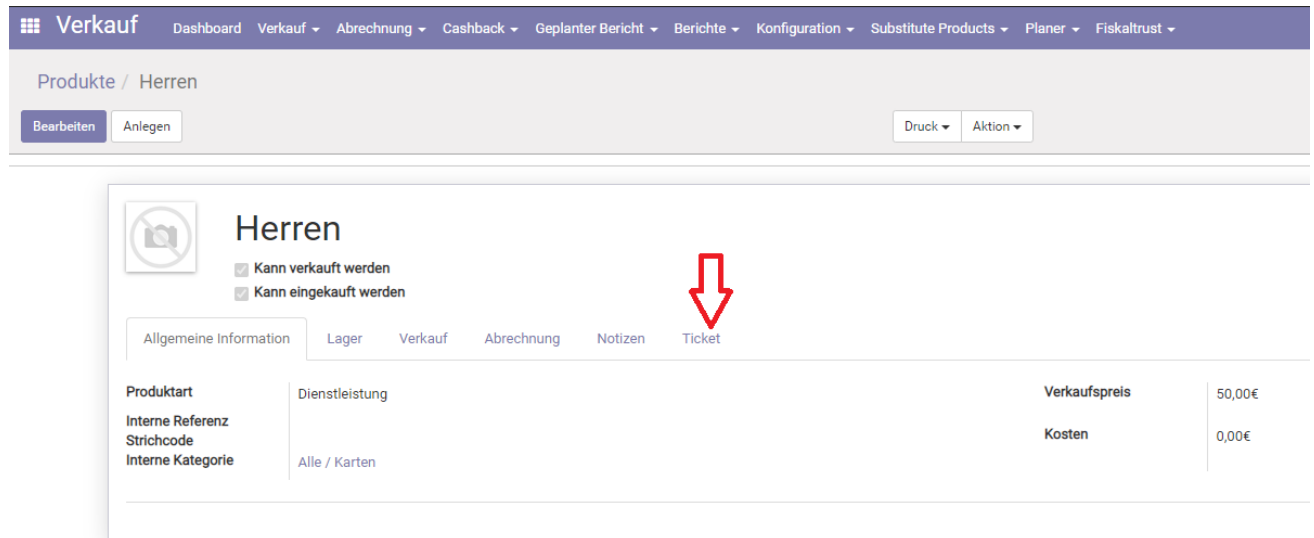 Verkauf Dashboard Verkauf Abrechnung Cashback Geplanter Bericht Berichte Konfiguration Substitute Products Planer Fiskaltrust
Produkte / Herren
Bearbeiten Anlegen Druck Aktion
Herren
Kann verkauft werden
Kann eingekauft werden
Allgemeine Information Lager Verkauf Abrechnung Notizen Ticket
Produktart Dienstleistung Verkaufspreis 50,00€
Interne Referenz
Strichcode Kosten 0,00€
Interne Kategorie Alle / Karten